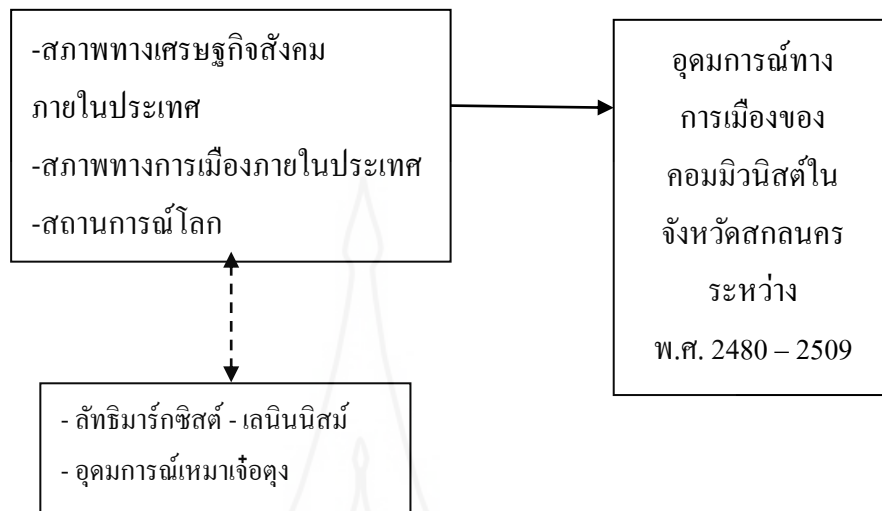 -สภาพทางเศรษฐกิจสังคม
ภายในประเทศ
-สภาพทางการเมืองภายในประเทศ
-สถานการณ์โลก
อุดมการณ์ทาง
การเมืองของ
คอมมิวนิสต์ใน
จังหวัดสกลนคร
ระหว่าง
พ.ศ. 2480 – 2509
- ลัทธิมาร์กซิสต์ - เลนินนิสม์
- อุดมการณ์เหมาเจ๋อตุง